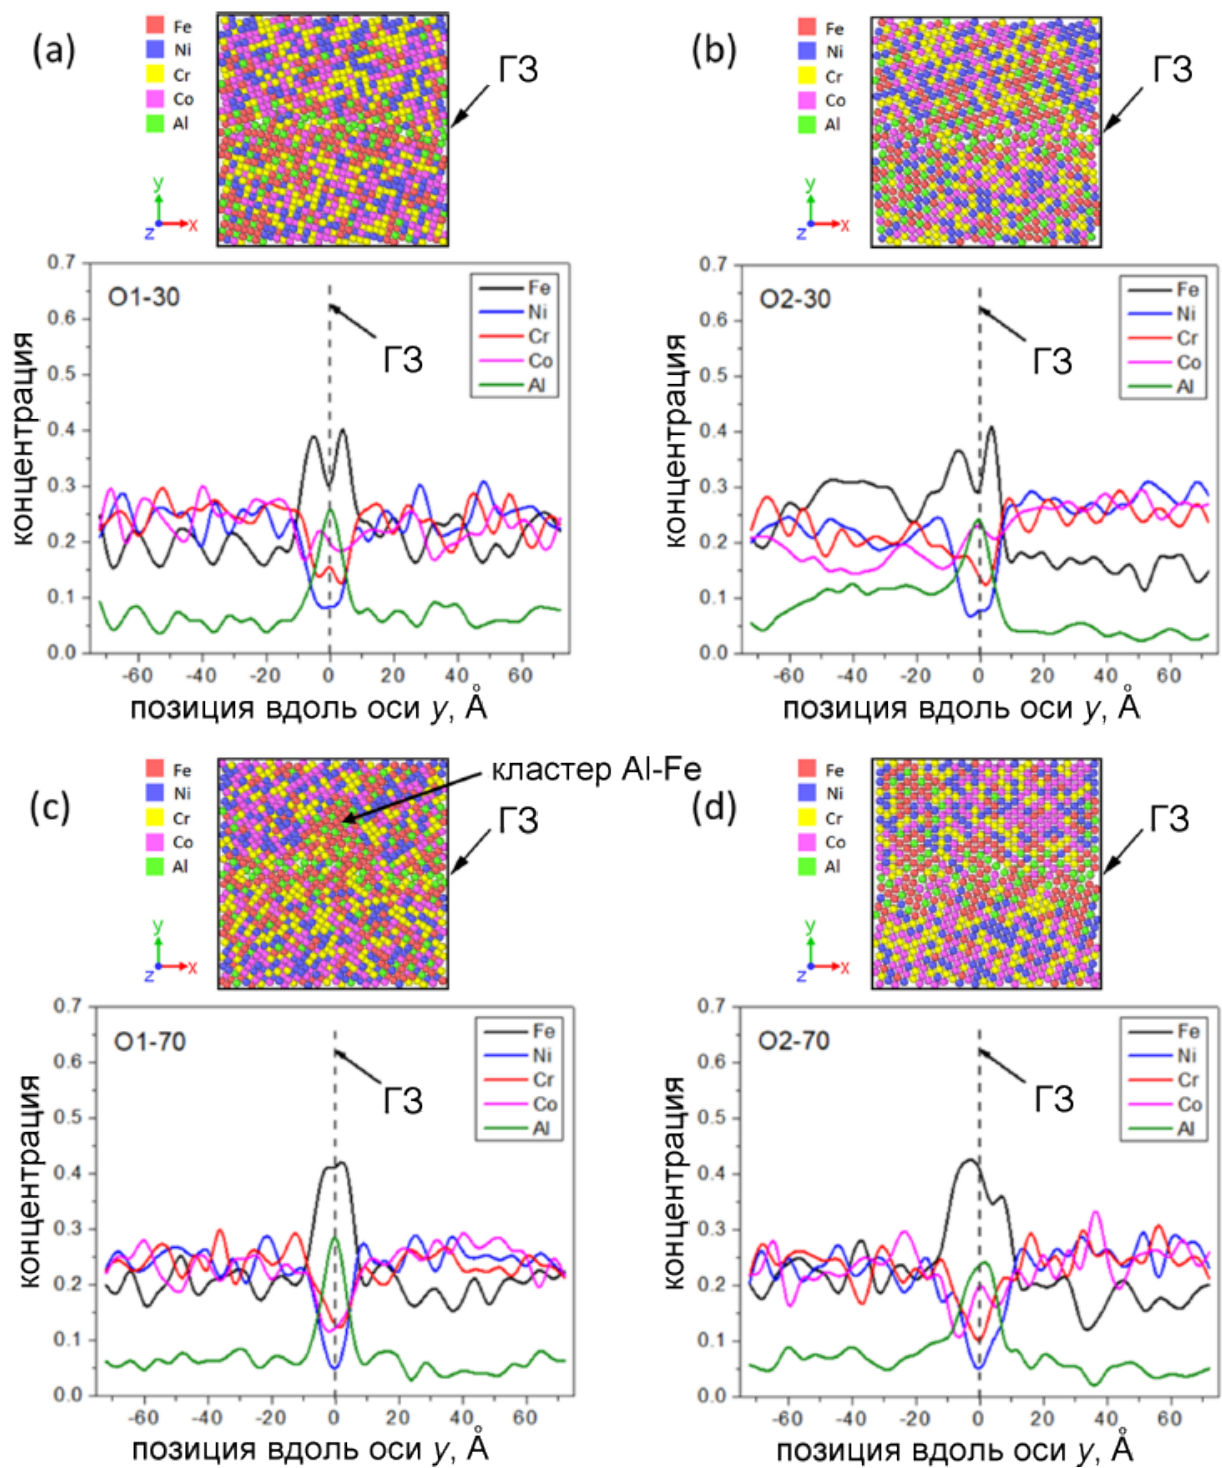 (a)
Fe
Ni
Cr
Co
Al
ГЗ
y
z x
(b)
Fe
Ni
Cr
Co
Al
ГЗ
y
z x
O1-30
Fe
Ni
Cr
Co
Al
ГЗ
концентрация
0.7
0.6
0.5
0.4
0.3
0.2
0.1
0.0
-60 -40 -20 0 20 40 60
позиция вдоль оси y, Å
O2-30
Fe
Ni
Cr
Co
Al
ГЗ
концентрация
0.7
0.6
0.5
0.4
0.3
0.2
0.1
0.0
-60 -40 -20 0 20 40 60
позиция вдоль оси y, Å
(c)
Fe
Ni
Cr
Co
Al
кластер Al-Fe
ГЗ
y
z x
(d)
Fe
Ni
Cr
Co
Al
ГЗ
y
z x
O1-70
Fe
Ni
Cr
Co
Al
ГЗ
концентрация
0.7
0.6
0.5
0.4
0.3
0.2
0.1
0.0
-60 -40 -20 0 20 40 60
позиция вдоль оси y, Å
O2-70
Fe
Ni
Cr
Co
Al
ГЗ
концентрация
0.7
0.6
0.5
0.4
0.3
0.2
0.1
0.0
-60 -40 -20 0 20 40 60
позиция вдоль оси y, Å